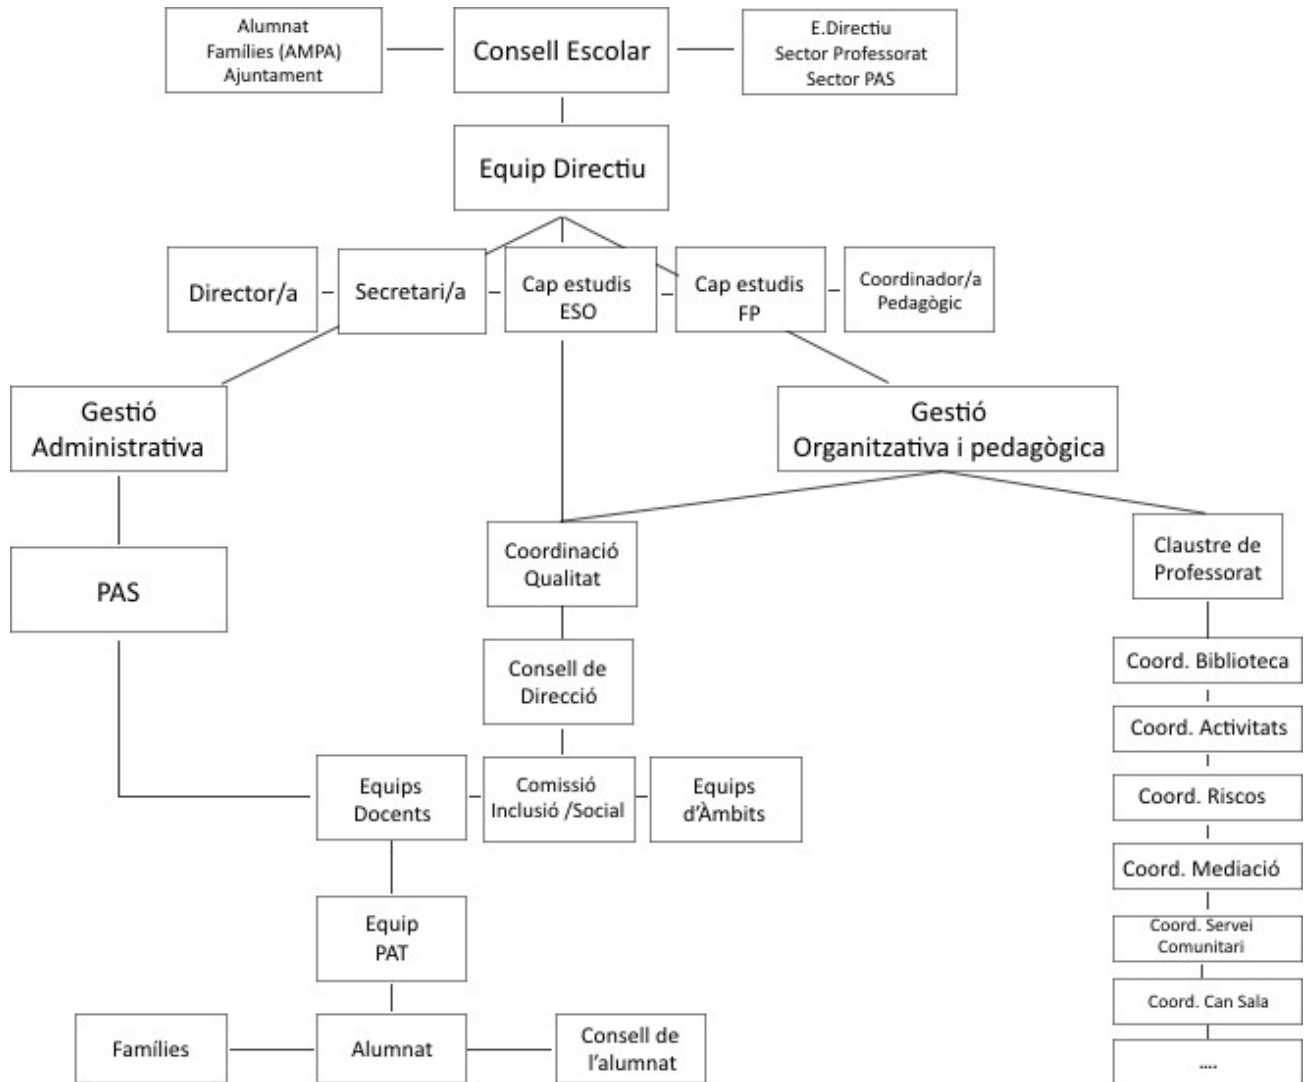 Alumnat
Famílies (AMPA)
Ajuntament
Consell Escolar
E.Directiu
Sector Professorat
Sector PAS
Equip Directiu
Director/a
Secretari/a
Cap estudis
ESO
Cap estudis
FP
Coordinador/a
Pedagògic
Gestió
Administrativa
Gestió
Organitzativa i pedagògica
PAS
Coordinació
Qualitat
Claustre de
Professorat
Consell de
Direcció
Coord. Biblioteca
Coord. Activitats
Equips
Docents
Comissió
Inclusió /Social
Equips
d'Àmbits
Coord. Riscos
Coord. Mediació
Equip
PAT
Coord. Servei
Comunitari
Coord. Can Sala
Famílies
Alumnat
Consell de
l'alumnat
....